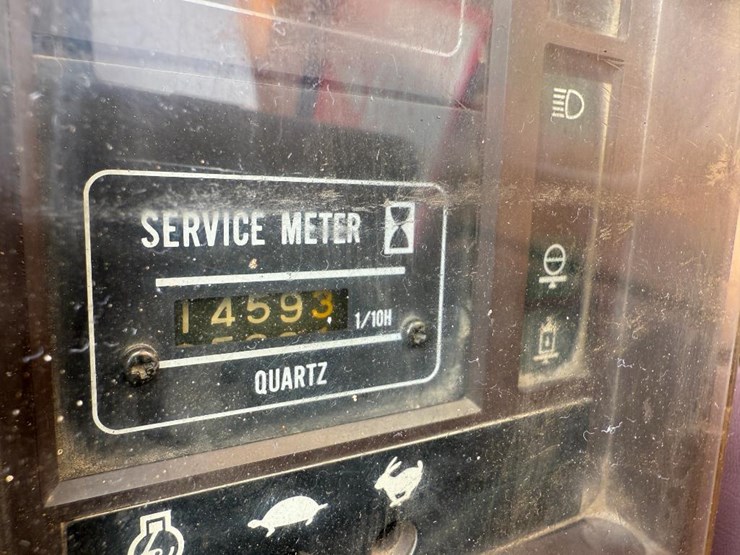 SERVICE METER
14593 1/10H
QUARTZ